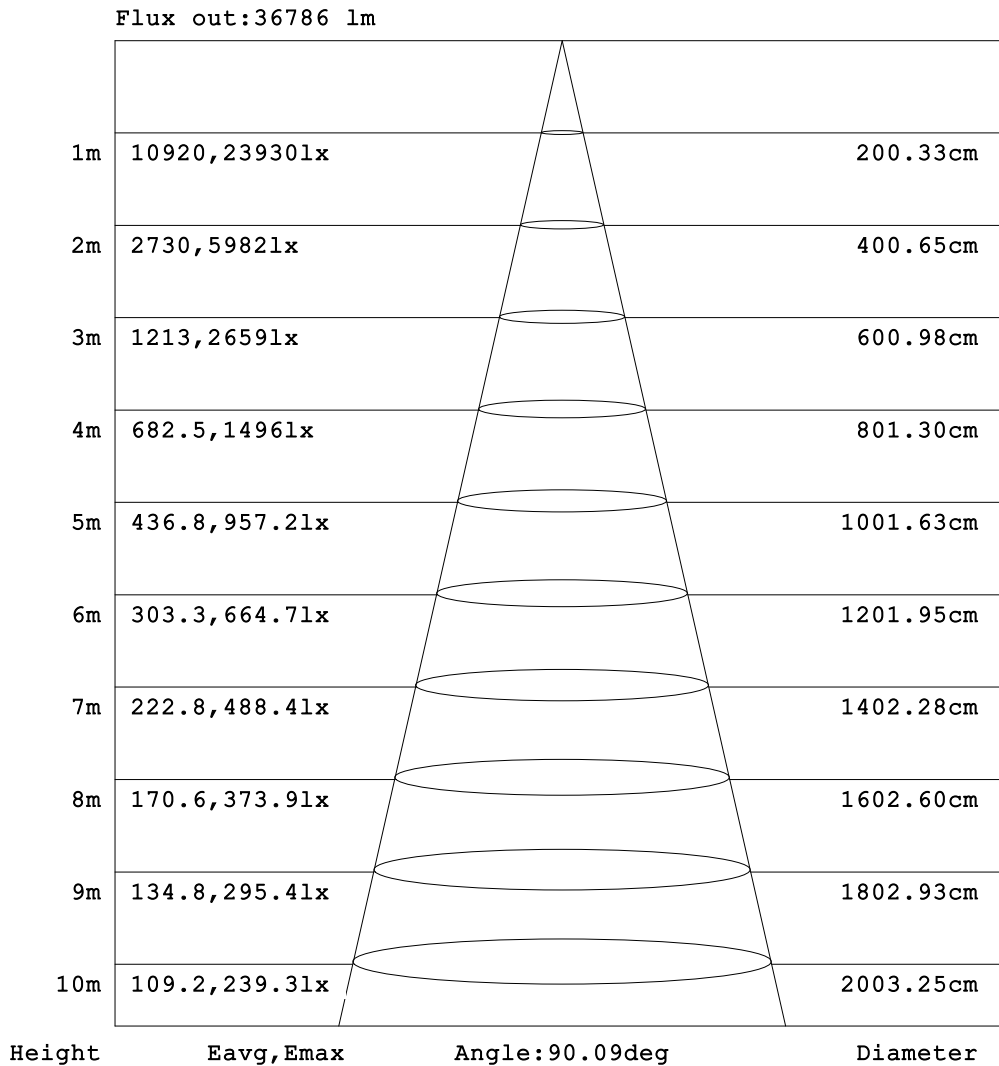 Flux out:36786 lm
1m 10920,23930lx 200.33cm
2m 2730,5982lx 400.65cm
3m 1213,2659lx 600.98cm
4m 682.5,1496lx 801.30cm
5m 436.8,957.2lx 1001.63cm
6m 303.3,664.7lx 1201.95cm
7m 222.8,488.4lx 1402.28cm
8m 170.6,373.9lx 1602.60cm
9m 134.8,295.4lx 1802.93cm
10m 109.2,239.3lx 2003.25cm
Height Eavg,Emax Angle:90.09deg Diameter